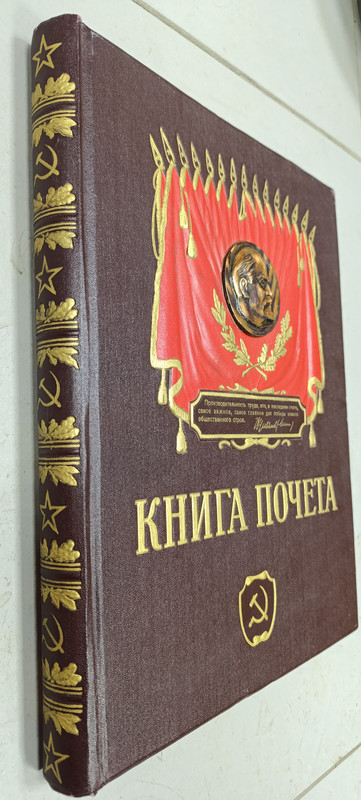 Производительность труда, это, в последнем счете,
самое важное, самое главное для победы нового
общественного строя.
КНИГА ПОЧЕТА